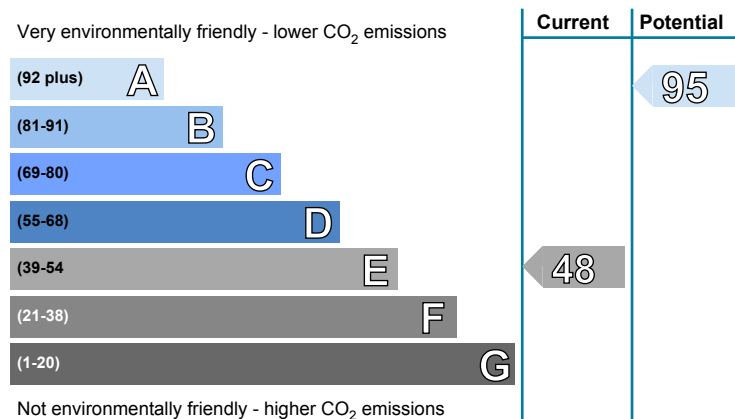 Very environmentally friendly - lower CO2 emissions
Current
Potential
(92 plus) A
95
(81-91) B
(69-80) C
(55-68) D
(39-54 E
48
(21-38) F
(1-20) G
Not environmentally friendly - higher CO2 emissions